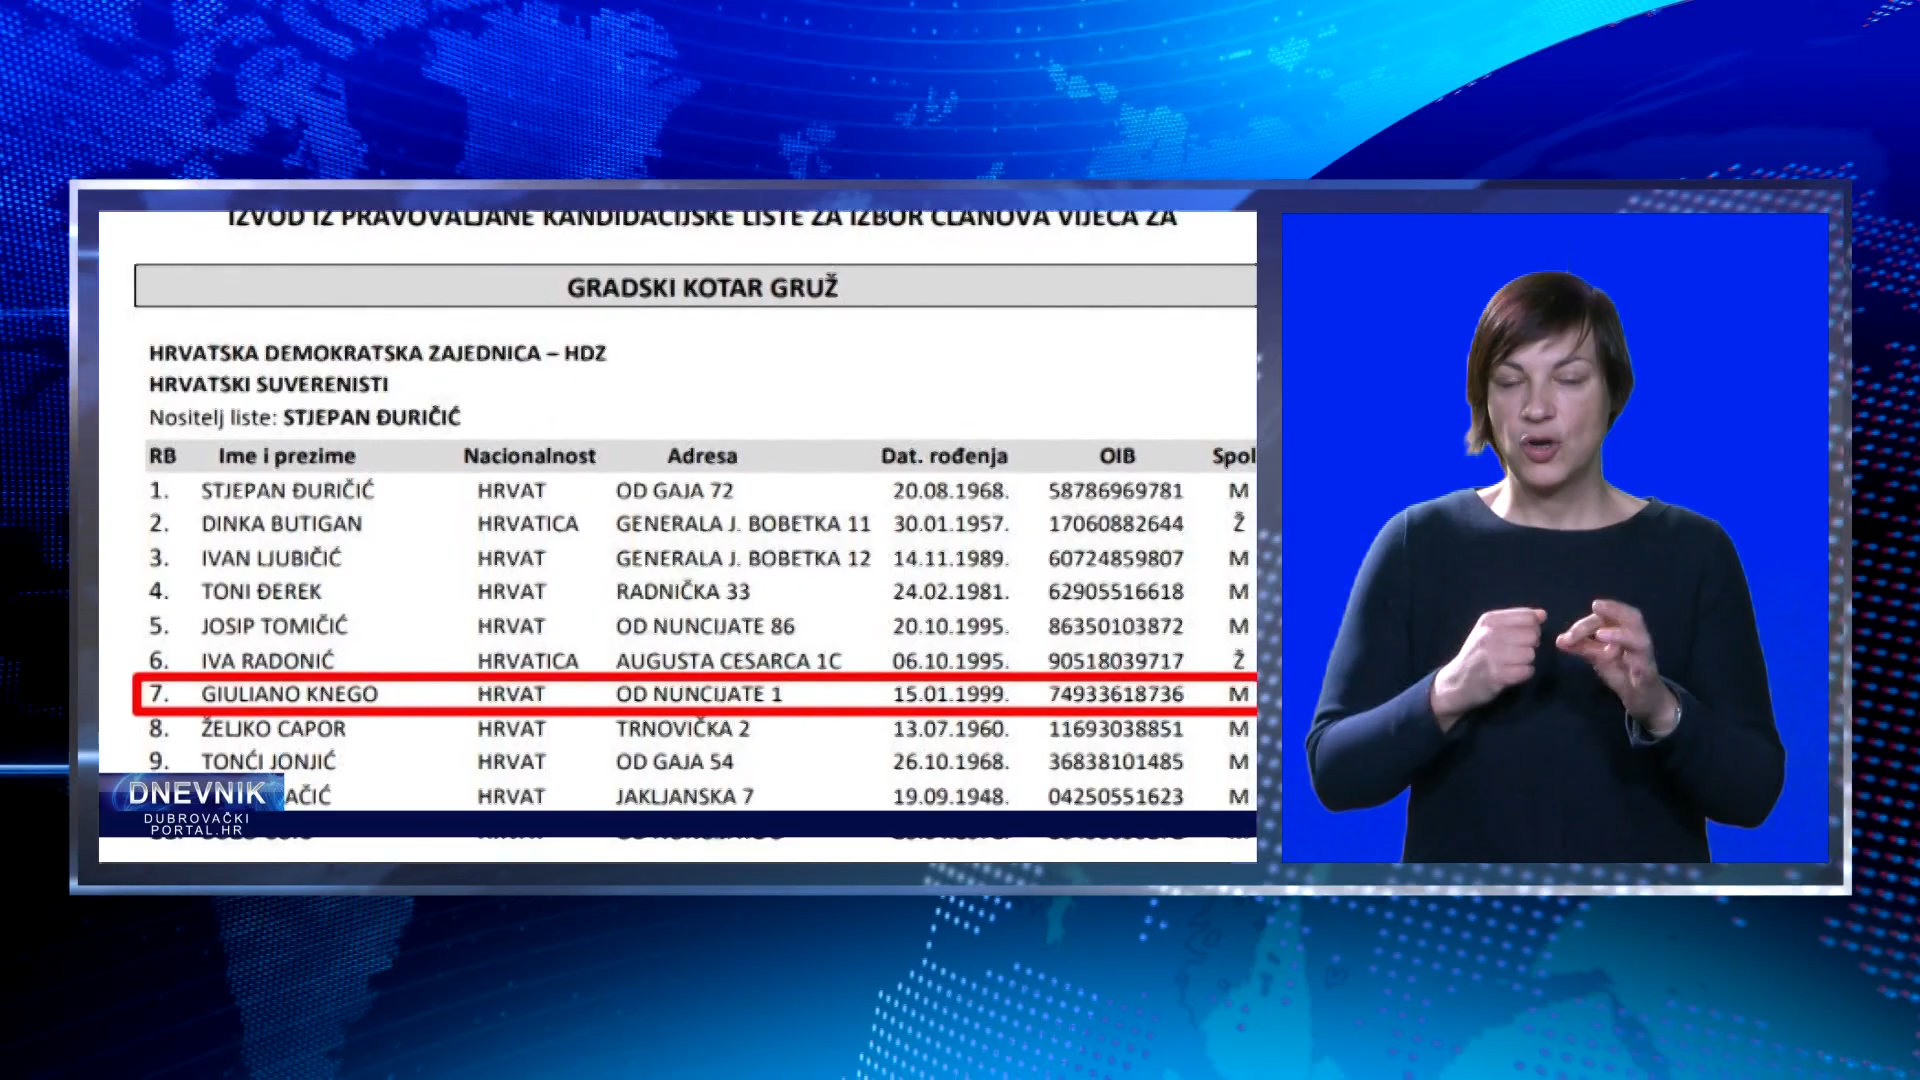 IZVOD IZ PRAVOVALJANE KANDIDACIJSKE LISTE ZA IZBOR ČLANOVA VIJEĆA ZA
GRADSKI KOTAR GRUŽ
HRVATSKA DEMOKRATSKA ZAJEDNICA – HDZ
HRVATSKI SUVERENISTI
Nositelj liste: STJEPAN ĐURIČIĆ
RB Ime i prezime Nacionalnost Adresa Dat. rođenja OIB Spol
1. STJEPAN ĐURIČIĆ HRVAT OD GAJA 72 20.08.1968. 58786969781 M
2. DINKA BUTIGAN HRVATICA GENERALA J. BOBETKA 11 30.01.1957. 17060882644 Ž
3. IVAN LJUBIČIĆ HRVAT GENERALA J. BOBETKA 12 14.11.1989. 60724859807 M
4. TONI ĐEREK HRVAT RADNIČKA 33 24.02.1981. 62905516618 M
5. JOSIP TOMIČIĆ HRVAT OD NUNCIJATE 86 20.10.1995. 86350103872 M
6. IVA RADONIĆ HRVATICA AUGUSTA CESARCA 1C 06.10.1995. 90518039717 Ž
7. GIULIANO KNEGO HRVAT OD NUNCIJATE 1 15.01.1999. 74933618736 M
8. ŽELJKO CAPOR HRVAT TRNOVIČKA 2 13.07.1960. 11693038851 M
9. TONĆI JONJIĆ HRVAT OD GAJA 54 26.10.1968. 36838101485 M
AČIĆ HRVAT JAKLJANSKA 7 19.09.1948. 04250551623 M
DNEVNIK
DUBROVAČKI
PORTAL.HR